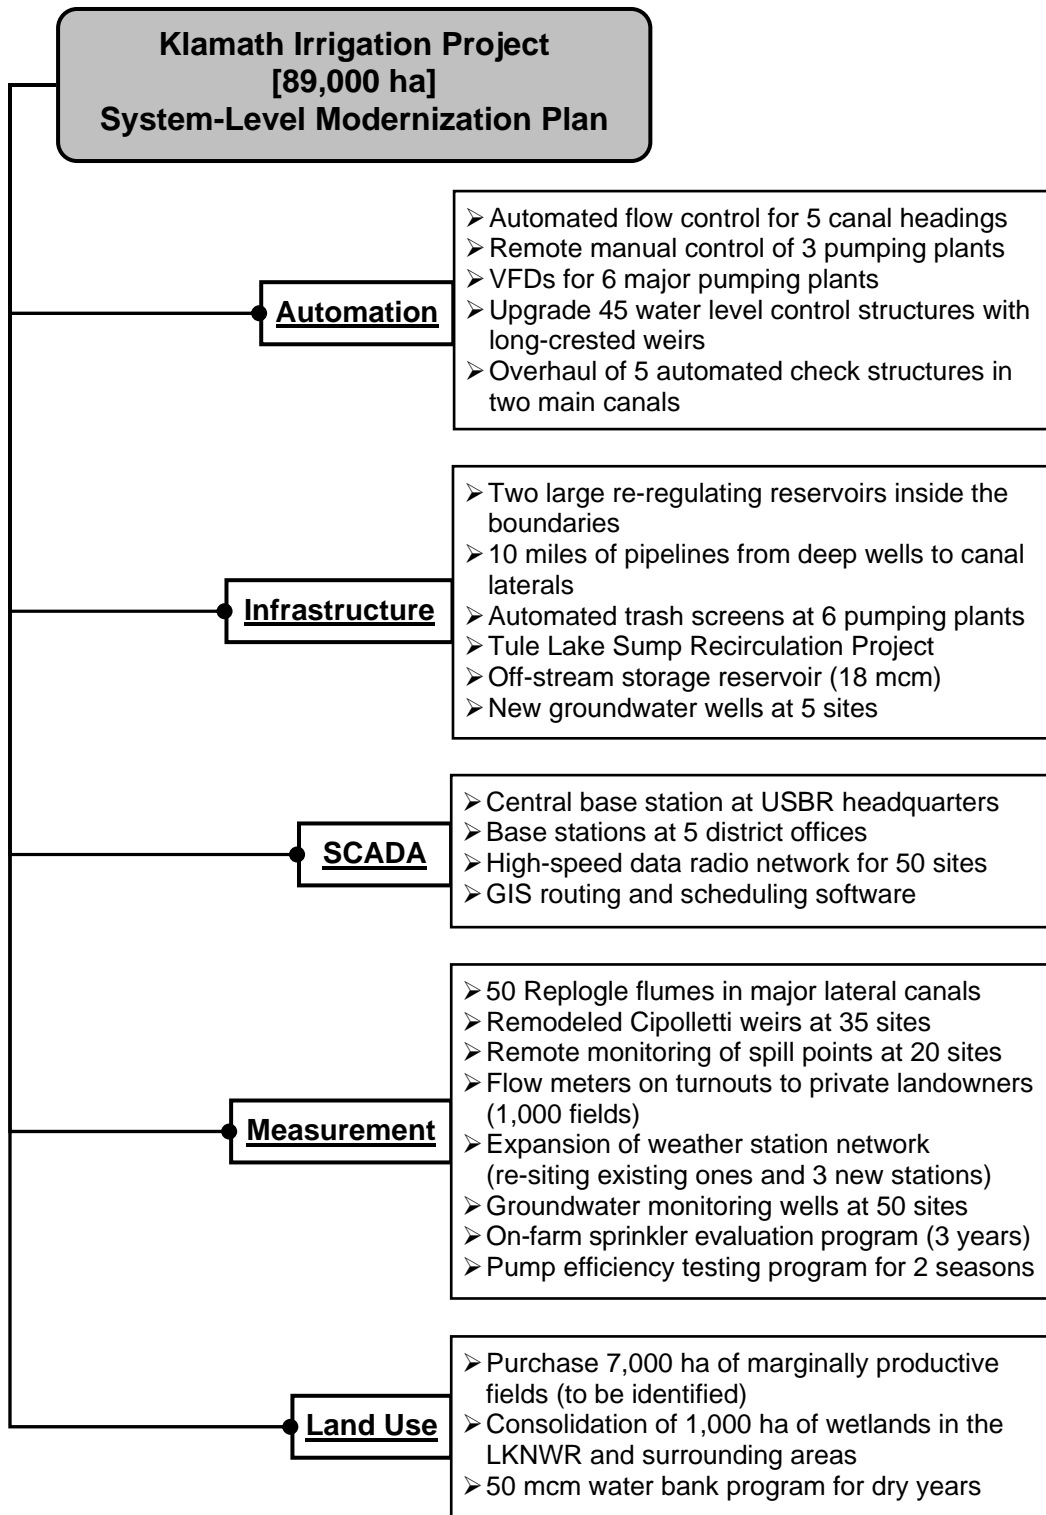 Klamath Irrigation Project
[89,000 ha]
System-Level Modernization Plan
Automation
➢ Automated flow control for 5 canal headings
➢ Remote manual control of 3 pumping plants
➢ VFDs for 6 major pumping plants
➢ Upgrade 45 water level control structures with
long-crested weirs
➢ Overhaul of 5 automated check structures in
two main canals
Infrastructure
➢ Two large re-regulating reservoirs inside the
boundaries
➢ 10 miles of pipelines from deep wells to canal
laterals
➢ Automated trash screens at 6 pumping plants
➢ Tule Lake Sump Recirculation Project
➢ Off-stream storage reservoir (18 mcm)
➢ New groundwater wells at 5 sites
SCADA
➢ Central base station at USBR headquarters
➢ Base stations at 5 district offices
➢ High-speed data radio network for 50 sites
➢ GIS routing and scheduling software
Measurement
➢ 50 Replogle flumes in major lateral canals
➢ Remodeled Cipolletti weirs at 35 sites
➢ Remote monitoring of spill points at 20 sites
➢ Flow meters on turnouts to private landowners
(1,000 fields)
➢ Expansion of weather station network
(re-siting existing ones and 3 new stations)
➢ Groundwater monitoring wells at 50 sites
➢ On-farm sprinkler evaluation program (3 years)
➢ Pump efficiency testing program for 2 seasons
Land Use
➢ Purchase 7,000 ha of marginally productive
fields (to be identified)
➢ Consolidation of 1,000 ha of wetlands in the
LKNWR and surrounding areas
➢ 50 mcm water bank program for dry years